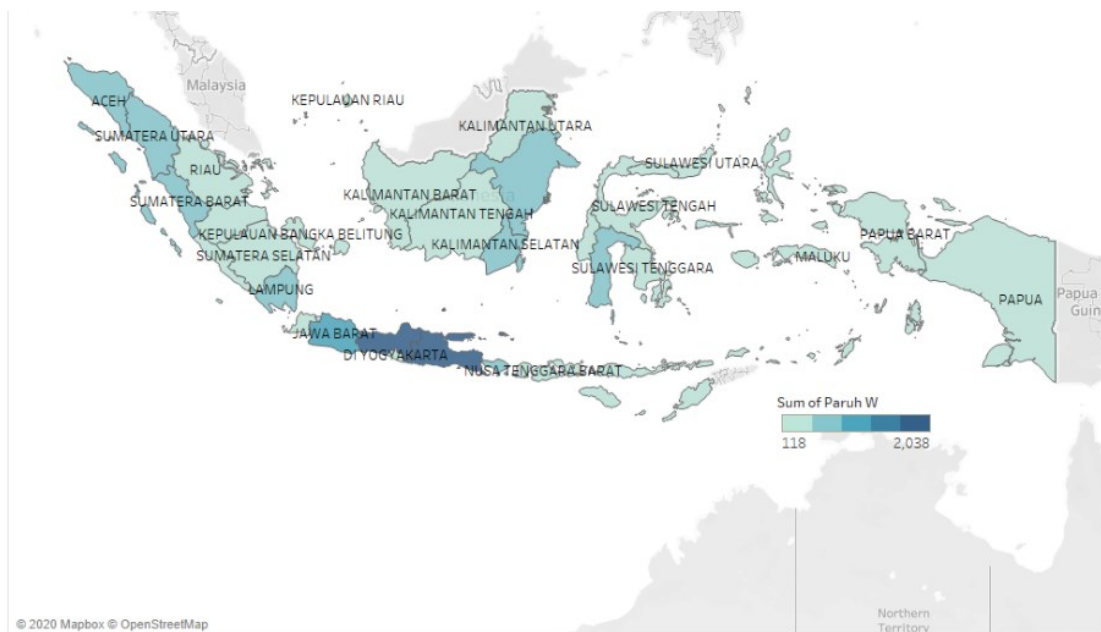 Malaysia
ACEH
KEPULAUAN RIAU
SUMATERA UTARA
KALIMANTAN UTARA
RIAU
SULAWESI UTARA
KALIMANTAN BARAT
SUMATERA BARAT
SULAWESI TENGAH
KALIMANTAN TENGAH
KEPULAUAN BANGKA BELITUNG
PAPUA BARAT
KALIMANTAN SELATAN
SUMATERA SELATAN
MALUKU
SULAWESI TENGGARA
LAMPUNG
Papua
Guin
PAPUA
JAWA BARAT
DI YOGYAKARTA
NUSA TENGGARA BARAT
Sum of Paruh W
118 2,038
Northern
Territory
© 2020 Mapbox © OpenStreetMap